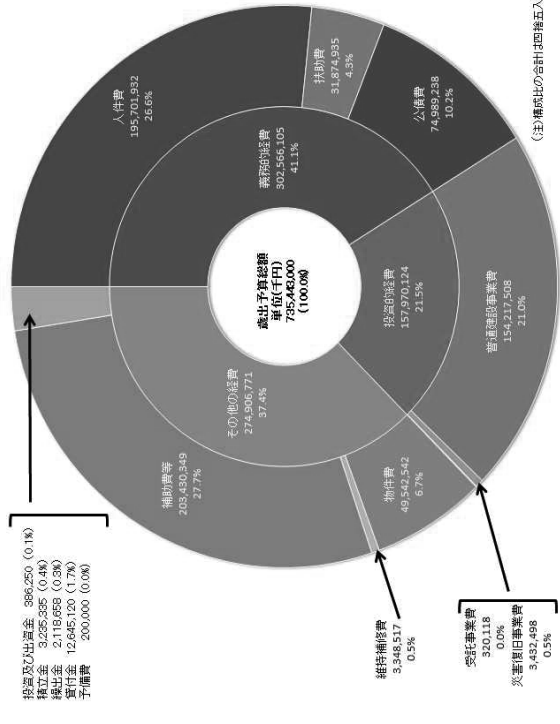 歳出予算総額
単位(千円)
735,443,000
(100.0%)
義務的経費
302,566,105
41.1%
投資的経費
157,970,124
21.5%
その他の経費
274,906,771
37.4%
人件費
195,701,932
26.6%
扶助費
31,874,935
4.3%
公債費
74,989,238
10.2%
普通建設事業費
154,217,508
21.0%
受託事業費
320,118
0.0%
災害復旧事業費
3,432,498
0.5%
物件費
49,542,542
6.7%
維持補修費
3,348,517
0.5%
補助費等
203,430,349
27.7%
投資及び出資金 386,250 (0.1%)
積立金 3,235,335 (0.4%)
繰出金 2,118,658 (0.3%)
貸付金 12,645,120 (1.7%)
予備費 200,000 (0.0%)
(注)構成比の合計は四捨五入